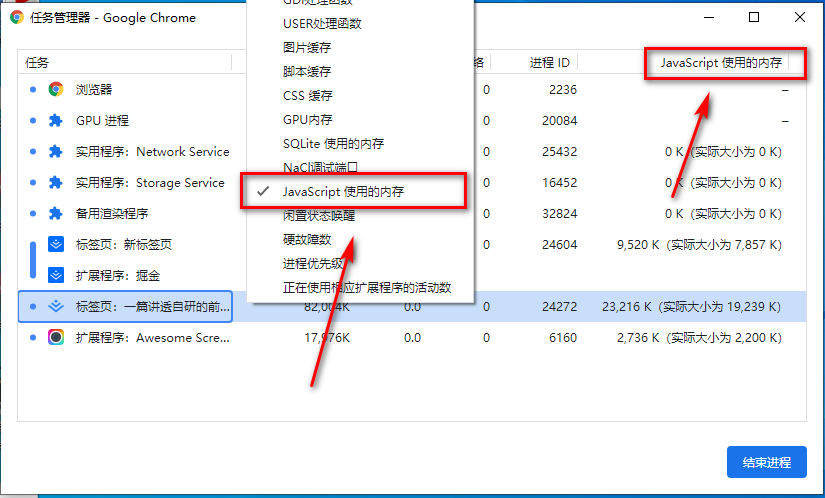 任务管理器 - Google Chrome
GDI处理函数
USER处理函数
图片缓存
脚本缓存
CSS 缓存
GPU内存
SQLite 使用的内存
NaCl调试端口
JavaScript 使用的内存
闲置状态唤醒
硬故障数
进程优先级
正在使用相应扩展程序的活动数
任务 络 进程 ID JavaScript 使用的内存
浏览器 0 2236 –
GPU 进程 0 20084 –
实用程序：Network Service 0 25432 0 K（实际大小为 0 K）
实用程序：Storage Service 0 16452 0 K（实际大小为 0 K）
备用渲染程序 0 32824 0 K（实际大小为 0 K）
标签页：新标签页 0 24604 9,520 K（实际大小为 7,857 K）
扩展程序：掘金
标签页：一篇讲透自研的前... 82,004K 0.0 0 24272 23,216 K（实际大小为 19,239 K）
扩展程序：Awesome Scre... 17,976K 0.0 0 6160 2,736 K（实际大小为 2,200 K）
结束进程